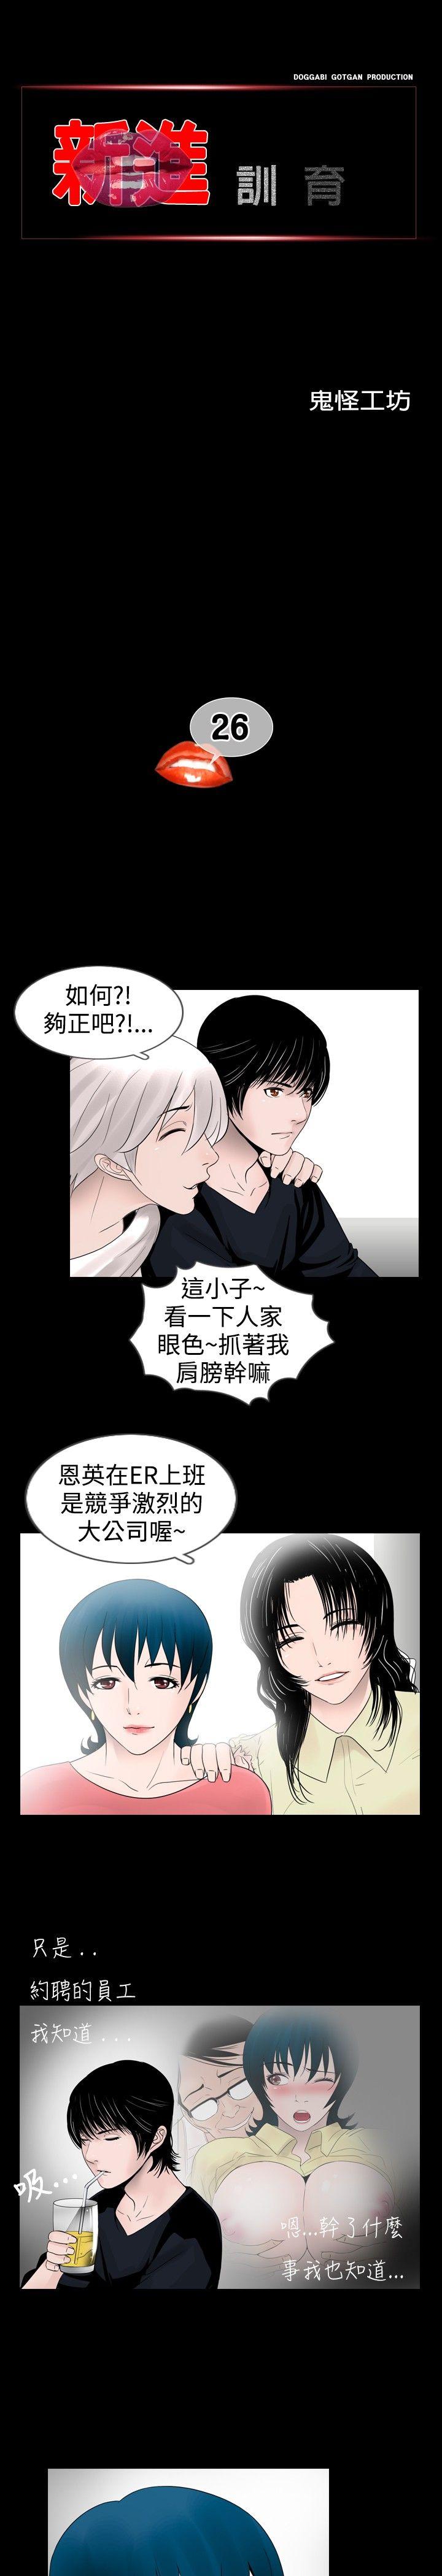 DOGGABI GOTGAN PRODUCTION
新進 訓 育
鬼怪工坊
26
如何?!
夠正吧?!...
這小子~
看一下人家
眼色~抓著我
肩膀幹嘛
恩英在ER上班
是競爭激烈的
大公司喔~
只是..
約聘的員工
我知道...
吸...
嗯...幹了什麼
事我也知道...